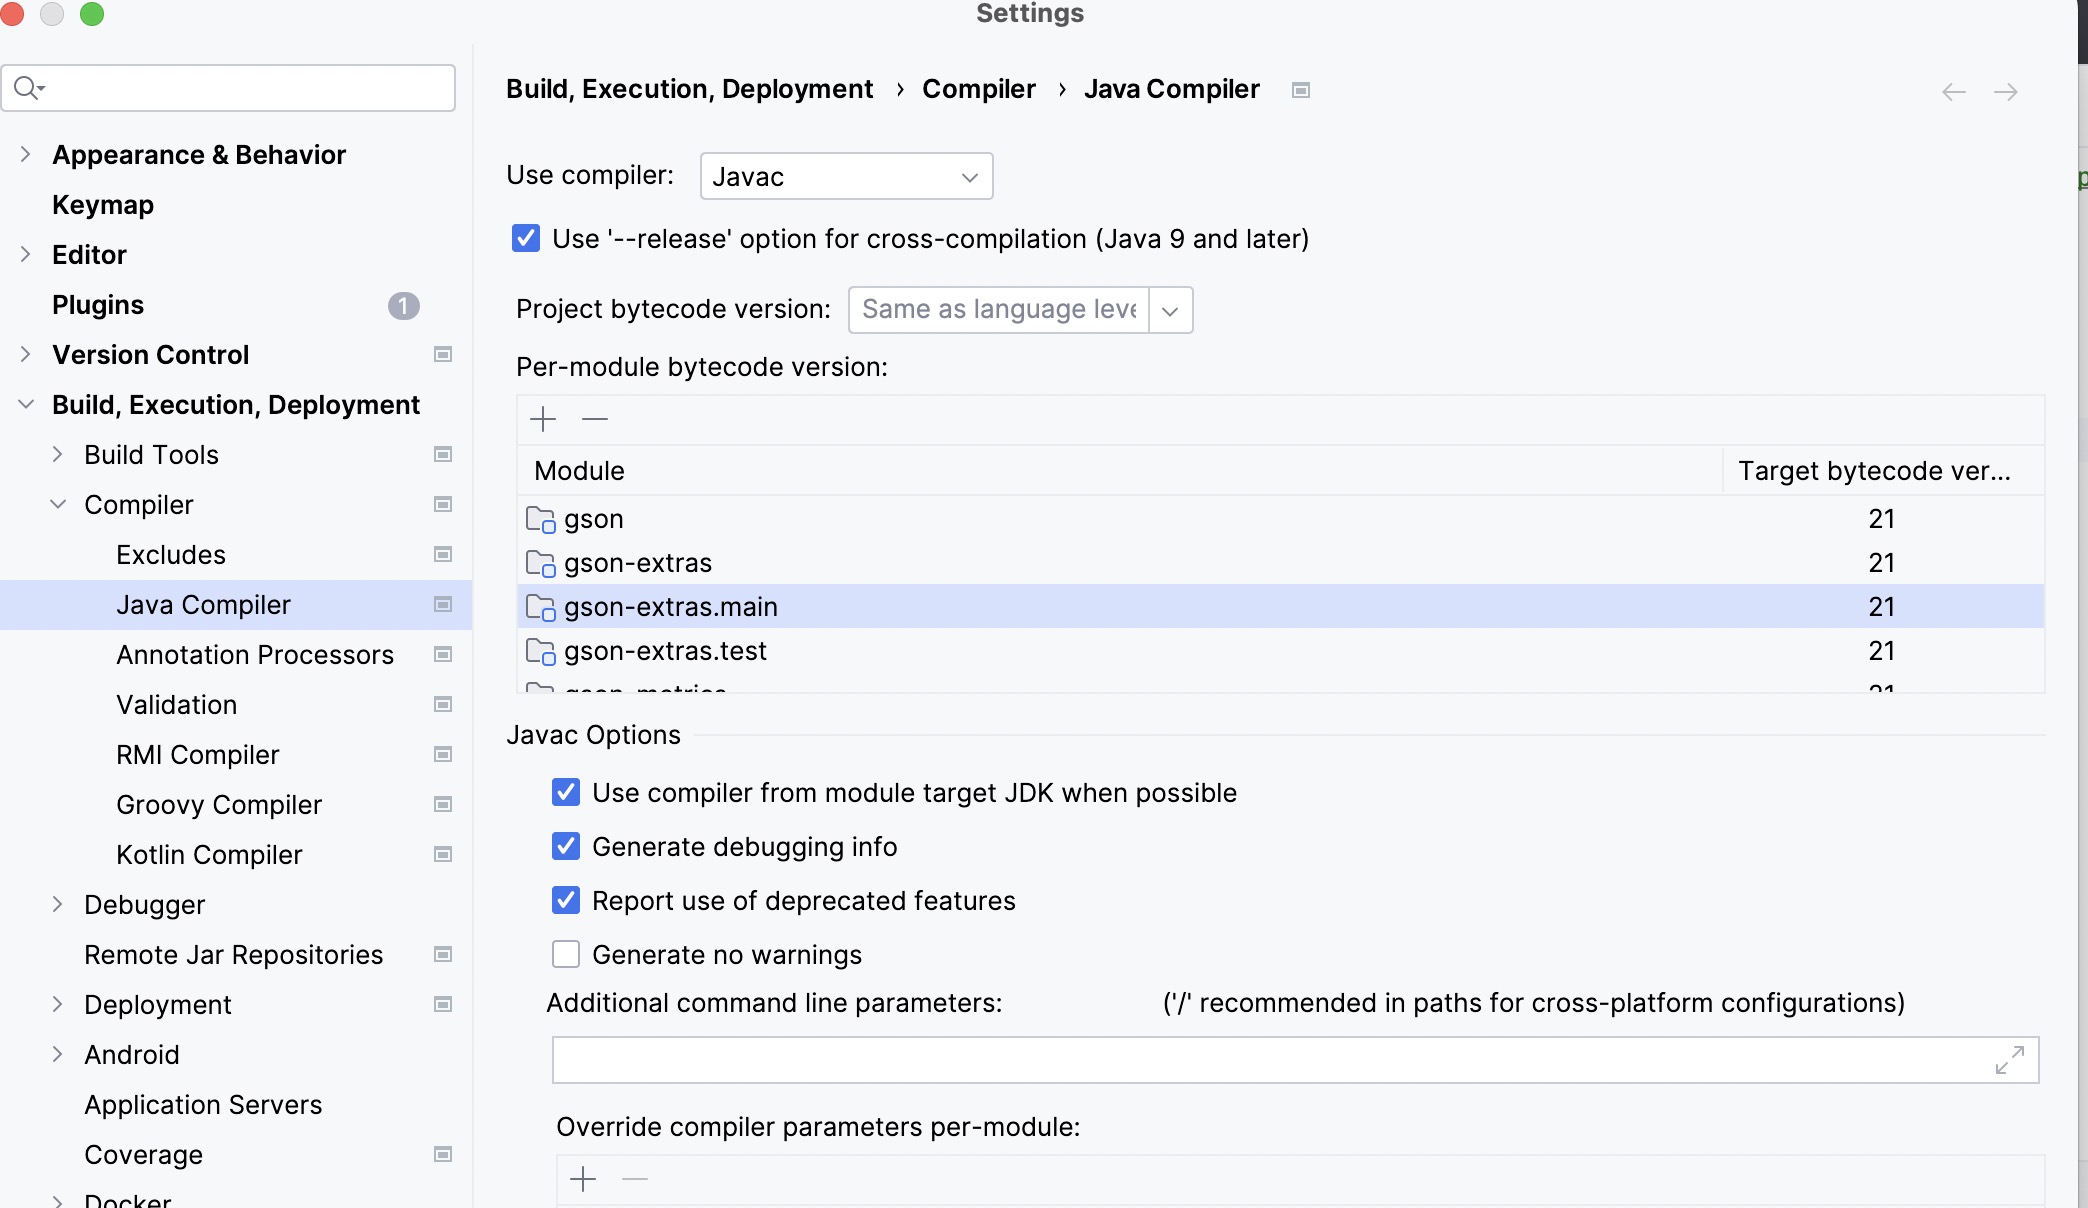 Settings
Appearance & Behavior
Keymap
Editor
Plugins 1
Version Control
Build, Execution, Deployment
Build Tools
Compiler
Excludes
Java Compiler
Annotation Processors
Validation
RMI Compiler
Groovy Compiler
Kotlin Compiler
Debugger
Remote Jar Repositories
Deployment
Android
Application Servers
Coverage
Docker
Build, Execution, Deployment › Compiler › Java Compiler
Use compiler: Javac
Use '--release' option for cross-compilation (Java 9 and later)
Project bytecode version: Same as language leve
Per-module bytecode version:
Module Target bytecode ver...
gson 21
gson-extras 21
gson-extras.main 21
gson-extras.test 21
gson-metrics 21
Javac Options
Use compiler from module target JDK when possible
Generate debugging info
Report use of deprecated features
Generate no warnings
Additional command line parameters: ('/' recommended in paths for cross-platform configurations)
Override compiler parameters per-module: